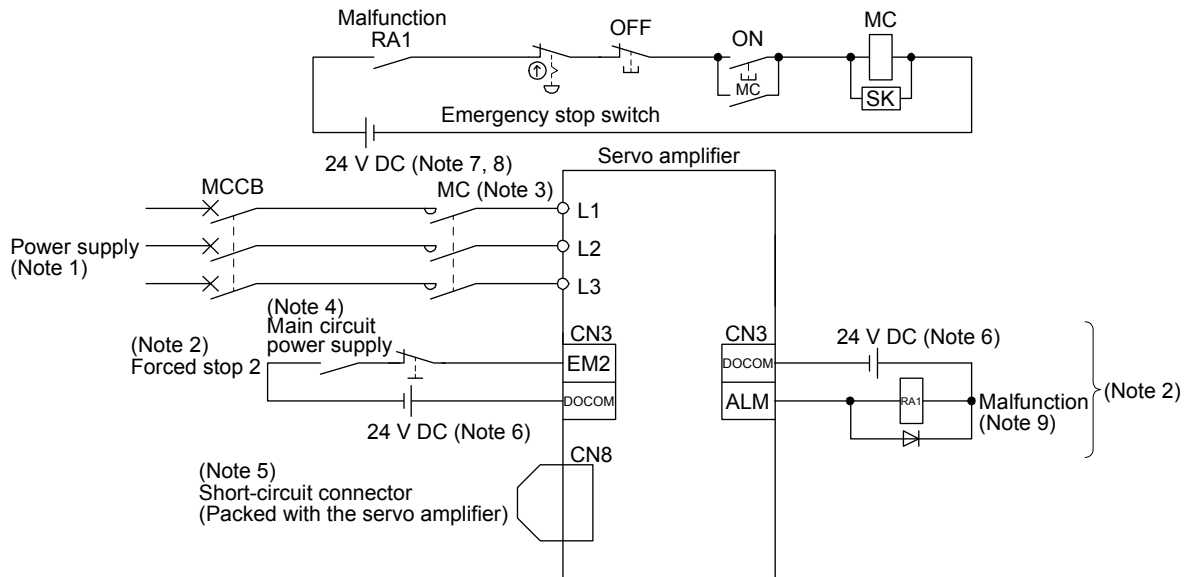 Malfunction
RA1
OFF
ON
MC
MC
SK
Emergency stop switch
24 V DC (Note 7, 8)
Servo amplifier
MCCB
MC (Note 3)
L1
Power supply
(Note 1)
L2
L3
(Note 4)
Main circuit
power supply
(Note 2)
Forced stop 2
CN3
EM2
DOCOM
24 V DC (Note 6)
CN3
DOCOM
ALM
24 V DC (Note 6)
RA1
Malfunction
(Note 9)
(Note 2)
CN8
(Note 5)
Short-circuit connector
(Packed with the servo amplifier)